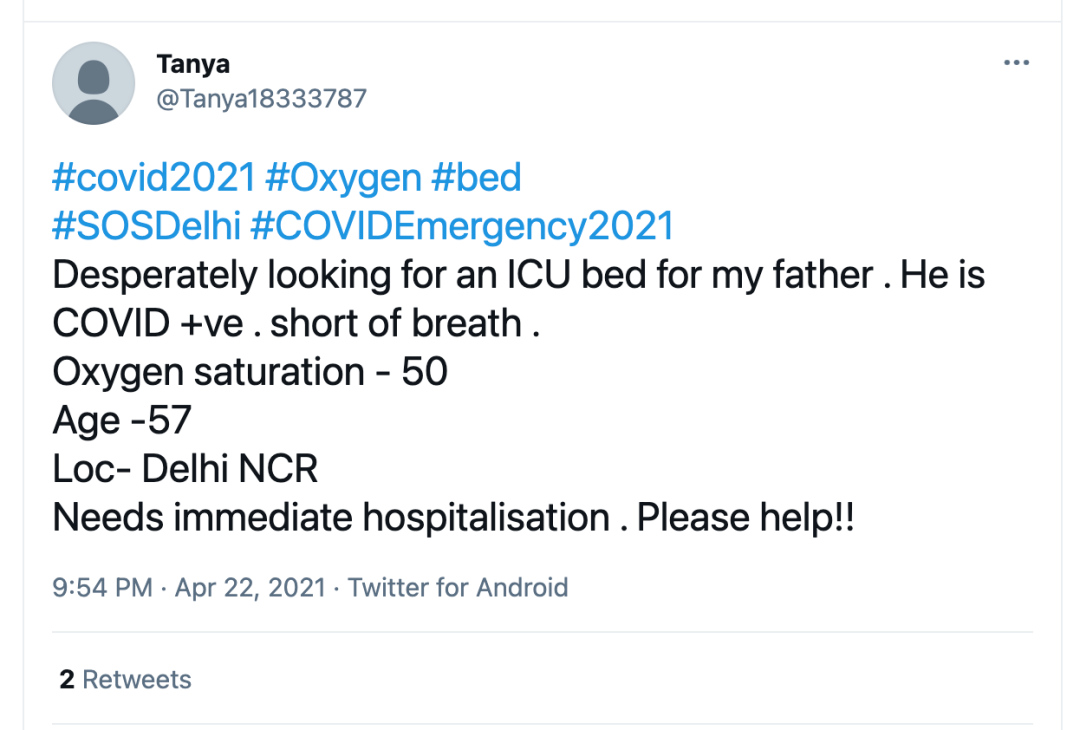 Tanya
@Tanya18333787
#covid2021 #Oxygen #bed
#SOSDelhi #COVIDEmergency2021
Desperately looking for an ICU bed for my father . He is
COVID +ve . short of breath .
Oxygen saturation - 50
Age -57
Loc- Delhi NCR
Needs immediate hospitalisation . Please help!!
9:54 PM · Apr 22, 2021 · Twitter for Android
2 Retweets